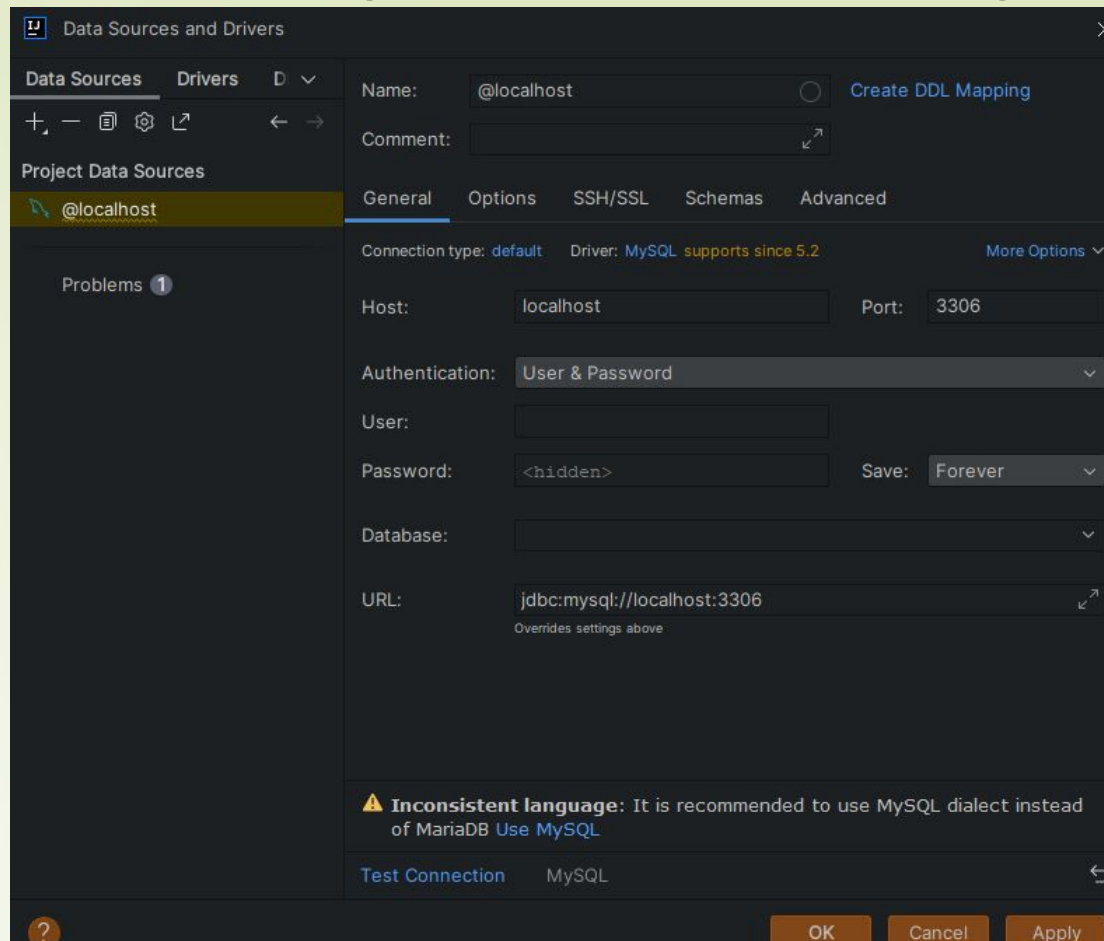 Data Sources and Drivers
Data Sources Drivers D
Name: @localhost Create DDL Mapping
Comment:
Project Data Sources
@localhost
General Options SSH/SSL Schemas Advanced
Connection type: default Driver: MySQL supports since 5.2 More Options
Problems 1
Host: localhost Port: 3306
Authentication: User & Password
User:
Password: <hidden> Save: Forever
Database:
URL: jdbc:mysql://localhost:3306
Overrides settings above
Inconsistent language: It is recommended to use MySQL dialect instead
of MariaDB Use MySQL
Test Connection MySQL
? OK Cancel Apply